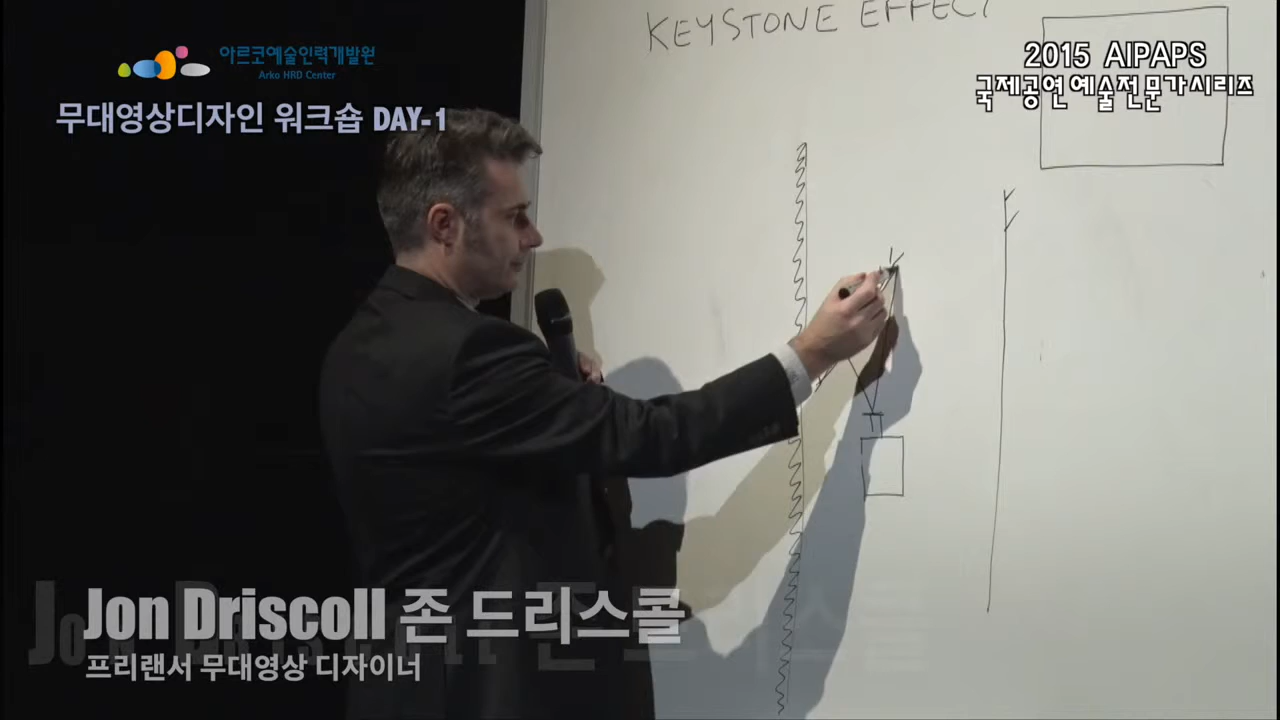 KEYSTONE EFFECT
아르코예술인력개발원
Arko HRD Center
무대영상디자인 워크숍 DAY-1
2015 AIPAPS
국제공연예술전문가시리즈
Jon Driscoll 존 드리스콜
프리랜서 무대영상 디자이너